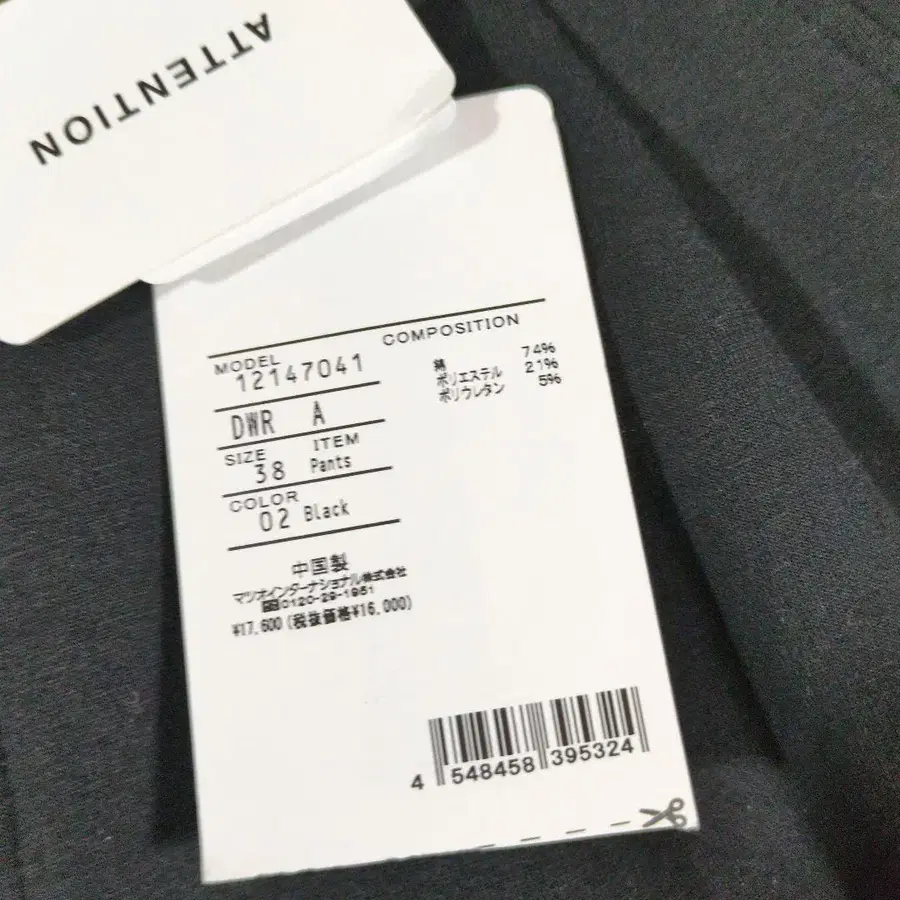 ATTENTION
MODEL
12147041
DWR A
SIZE ITEM
38 Pants
COLOR
02 Black
COMPOSITION
綿 74%
ポリエステル 21%
ポリウレタン 5%
中国製
マツオインターナショナル株式会社
0120-29-1951
¥17,600(税抜価格¥16,000)
4 548458 395324